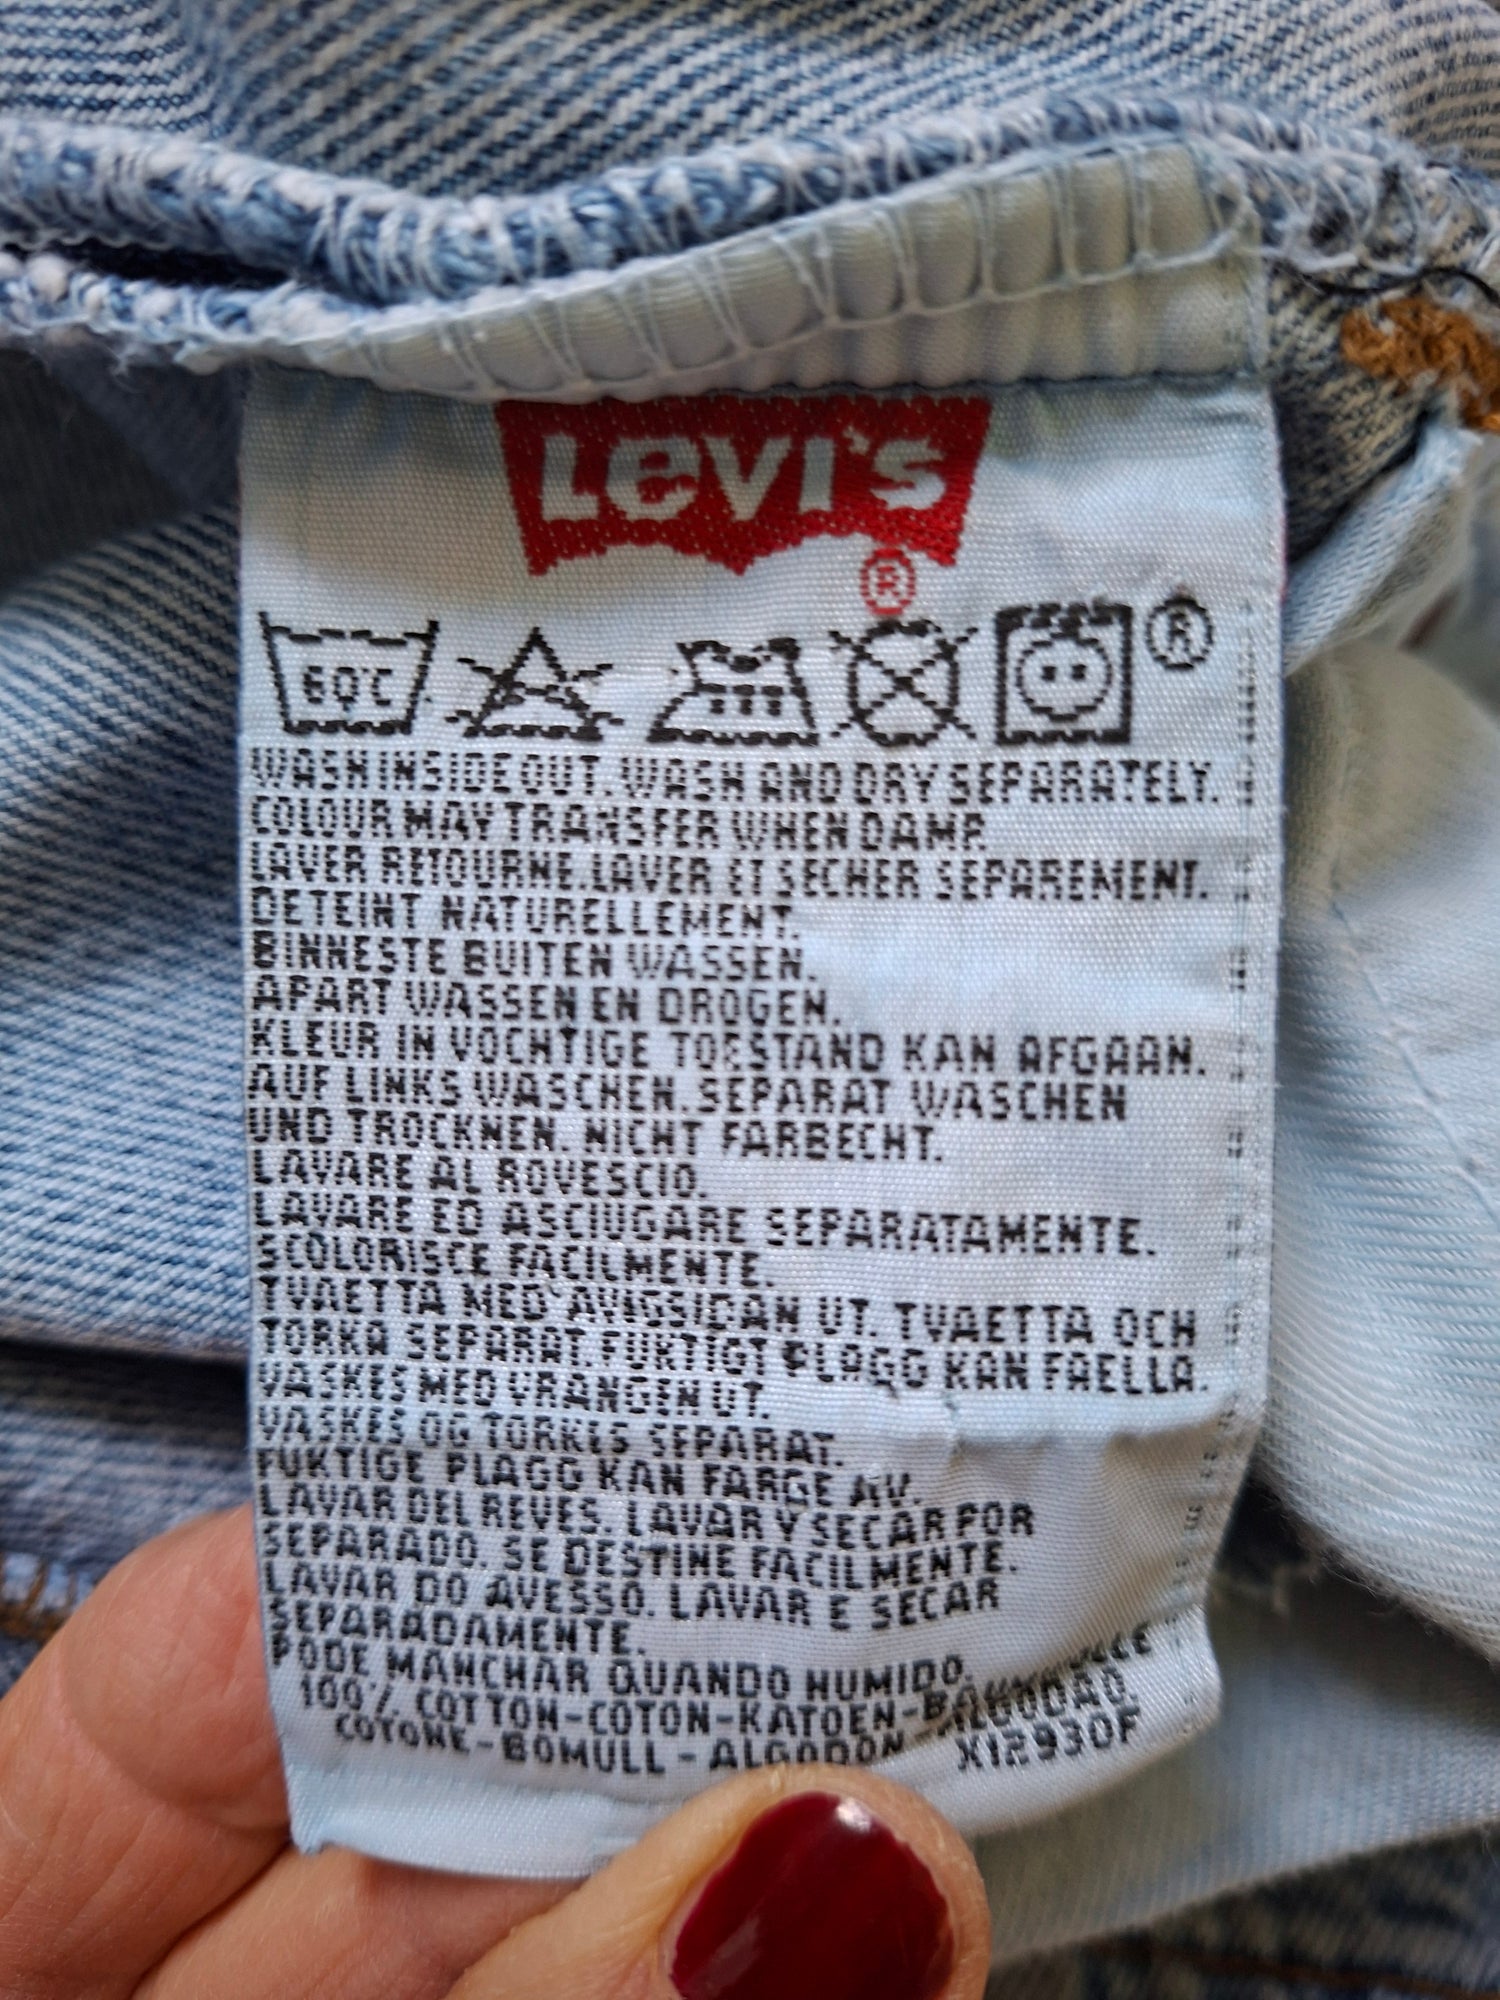 Levi's
®
60°C
®
WASH INSIDE OUT. WASH AND DRY SEPARATELY.
COLOUR MAY TRANSFER WHEN DAMP.
LAVER RETOURNE. LAVER ET SECHER SEPAREMENT.
DETEINT NATURELLEMENT.
BINNESTE BUITEN WASSEN.
APART WASSEN EN DROGEN.
KLEUR IN VOCHTIGE TOESTAND KAN AFGAAN.
AUF LINKS WASCHEN. SEPARAT WASCHEN
UND TROCKNEN. NICHT FARBECHT.
LAVARE AL ROVESCIO.
LAVARE ED ASCIUGARE SEPARATAMENTE.
SCOLORISCE FACILMENTE.
TVAETTA MED AVIGSIDAN UT. TVAETTA OCH
TORKA SEPARAT. FUKTIGT PLAGG KAN FAELLA.
VASKES MED VRANGEN UT.
VASKES OG TORKES SEPARAT.
FUKTIGE PLAGG KAN FARGE AV.
LAVAR DEL REVES. LAVAR Y SECAR POR
SEPARADO. SE DESTINE FACILMENTE.
LAVAR DO AVESSO. LAVAR E SECAR
SEPARADAMENTE.
PODE MANCHAR QUANDO HUMIDO.
100% COTTON-COTON-KATOEN-BAUMWOLLE
COTONE-BOMULL-ALGODON-ALGODAO.
X12930F